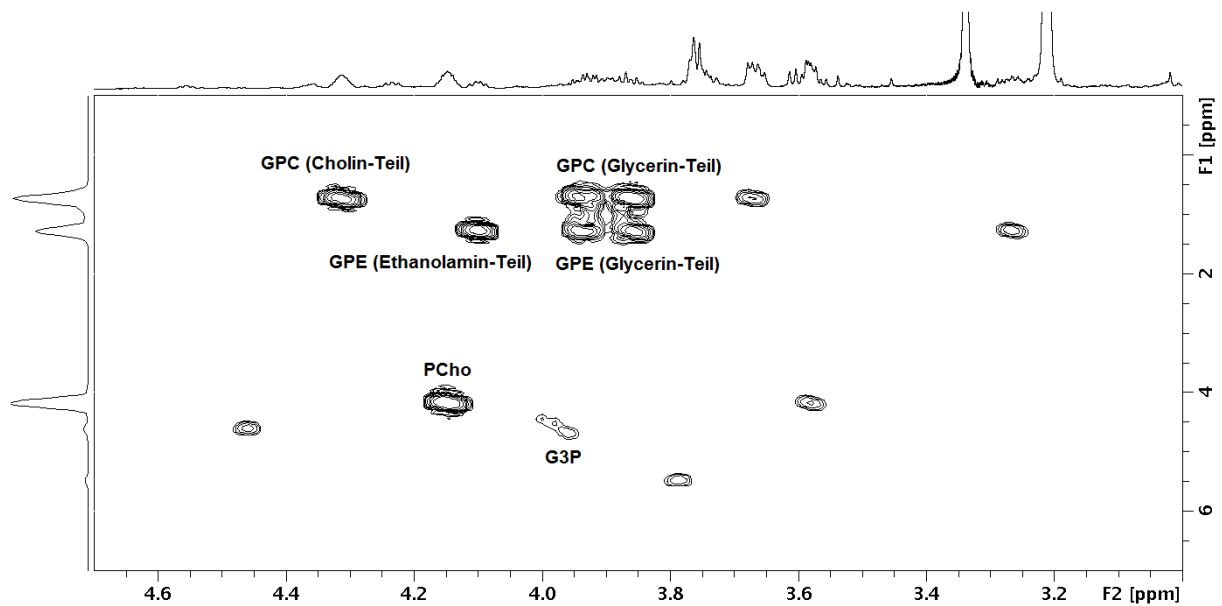 F1 [ppm]
GPC (Cholin-Teil) GPC (Glycerin-Teil)
GPE (Ethanolamin-Teil) GPE (Glycerin-Teil)
2
PCho
4
G3P
6
4.6 4.4 4.2 4.0 3.8 3.6 3.4 3.2 F2 [ppm]